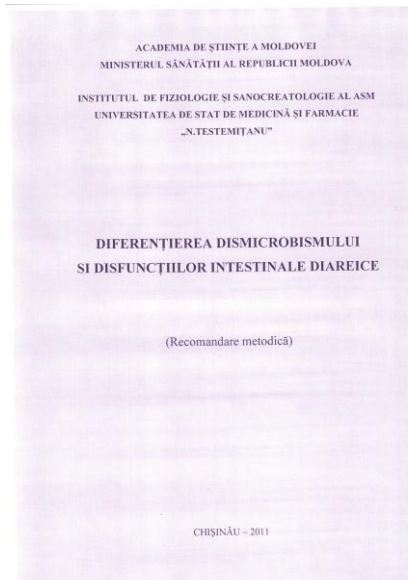 ACADEMIA DE ŞTIINŢE A MOLDOVEI
MINISTERUL SĂNĂTĂŢII AL REPUBLICII MOLDOVA
INSTITUTUL DE FIZIOLOGIE ŞI SANOCREATOLOGIE AL ASM
UNIVERSITATEA DE STAT DE MEDICINĂ ŞI FARMACIE
„N.TESTEMIŢANU”
DIFERENŢIEREA DISMICROBISMULUI
SI DISFUNCŢIILOR INTESTINALE DIAREICE
(Recomandare metodică)
CHIŞINĂU – 2011